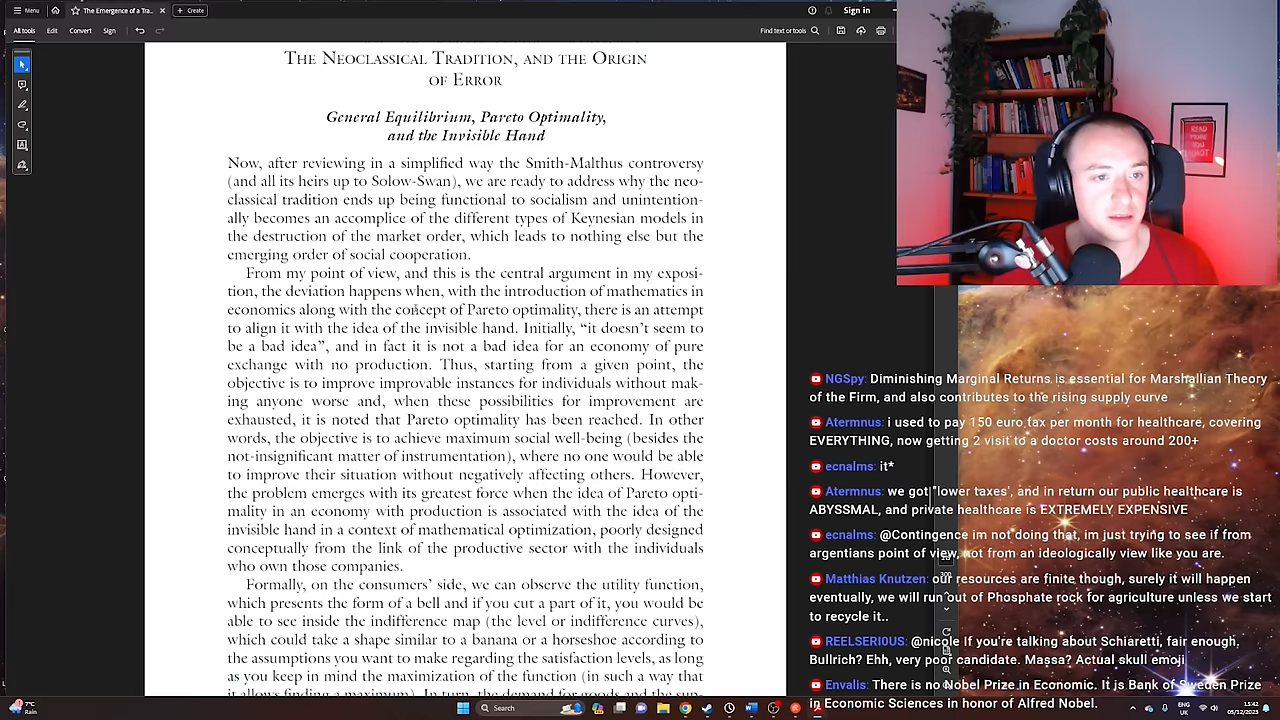 Menu
The Emergence of a Tra...
Create
Sign in
All tools Edit Convert Sign
Find text or tools
THE NEOCLASSICAL TRADITION, AND THE ORIGIN
OF ERROR
General Equilibrium, Pareto Optimality,
and the Invisible Hand
Now, after reviewing in a simplified way the Smith-Malthus controversy
(and all its heirs up to Solow-Swan), we are ready to address why the neo-
classical tradition ends up being functional to socialism and unintention-
ally becomes an accomplice of the different types of Keynesian models in
the destruction of the market order, which leads to nothing else but the
emerging order of social cooperation.
From my point of view, and this is the central argument in my exposi-
tion, the deviation happens when, with the introduction of mathematics in
economics along with the concept of Pareto optimality, there is an attempt
to align it with the idea of the invisible hand. Initially, “it doesn’t seem to
be a bad idea”, and in fact it is not a bad idea for an economy of pure
exchange with no production. Thus, starting from a given point, the
objective is to improve improvable instances for individuals without mak-
ing anyone worse and, when these possibilities for improvement are
exhausted, it is noted that Pareto optimality has been reached. In other
words, the objective is to achieve maximum social well-being (besides the
not-insignificant matter of instrumentation), where no one would be able
to improve their situation without negatively affecting others. However,
the problem emerges with its greatest force when the idea of Pareto opti-
mality in an economy with production is associated with the idea of the
invisible hand in a context of mathematical optimization, poorly designed
conceptually from the link of the productive sector with the individuals
who own those companies.
Formally, on the consumers’ side, we can observe the utility function,
which presents the form of a bell and if you cut a part of it, you would be
able to see inside the indifference map (the level or indifference curves),
which could take a shape similar to a banana or a horseshoe according to
the assumptions you want to make regarding the satisfaction levels, as long
as you keep in mind the maximization of the function (in such a way that
it allows finding a maximum). In turn, the demand for goods and the sup-
READ
MORE
NGSpy: Diminishing Marginal Returns is essential for Marshallian Theory
of the Firm, and also contributes to the rising supply curve
Atermnus: i used to pay 150 euro tax per month for healthcare, covering
EVERYTHING, now getting 2 visit to a doctor costs around 200+
ecnalms: it*
Atermnus: we got "lower taxes', and in return our public healthcare is
ABYSSMAL, and private healthcare is EXTREMELY EXPENSIVE
ecnalms: @Contingence im not doing that, im just trying to see if from
argentians point of view, not from an ideologically view like you are.
Matthias Knutzen: our resources are finite though, surely it will happen
eventually, we will run out of Phosphate rock for agriculture unless we start
to recycle it..
REELSERI0US: @nicole If you're talking about Schiaretti, fair enough.
Bullrich? Ehh, very poor candidate. Massa? Actual skull emoji
Envalis: There is no Nobel Prize in Economic. It is Bank of Sweden Prize
in Economic Sciences in honor of Alfred Nobel.
7°C
Rain
Search
ENG
UK
15:42
05/12/2023